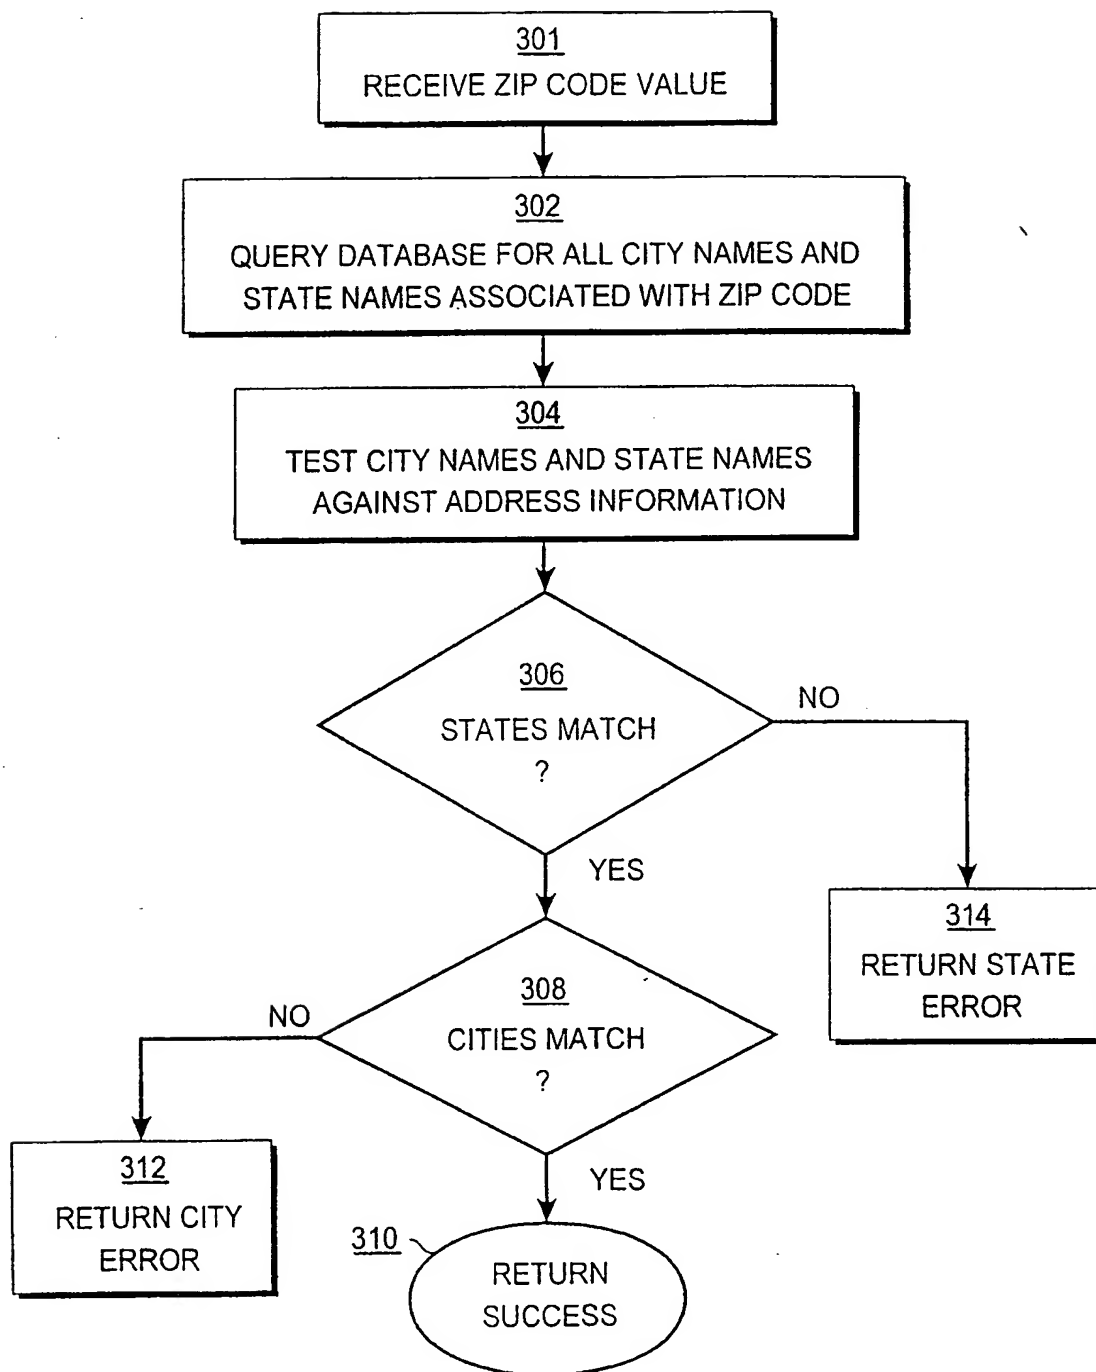 301
RECEIVE ZIP CODE VALUE
302
QUERY DATABASE FOR ALL CITY NAMES AND
STATE NAMES ASSOCIATED WITH ZIP CODE
304
TEST CITY NAMES AND STATE NAMES
AGAINST ADDRESS INFORMATION
306
STATES MATCH
?
NO
YES
314
RETURN STATE
ERROR
308
CITIES MATCH
?
NO
YES
312
RETURN CITY
ERROR
310
RETURN
SUCCESS